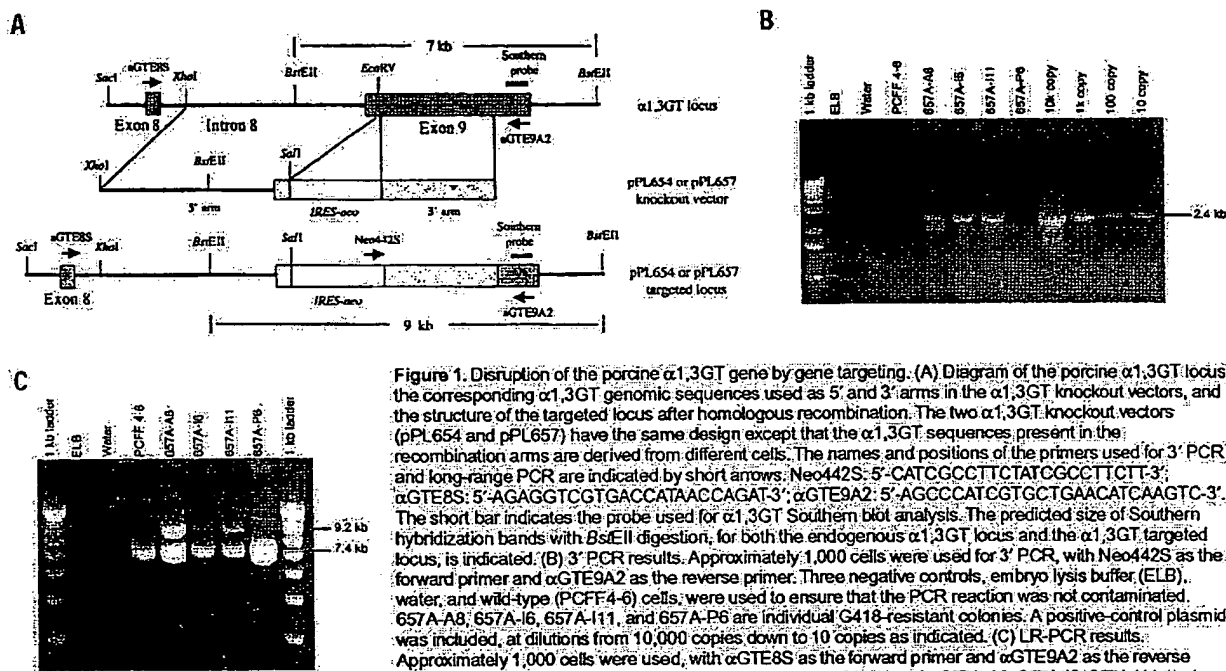 A
7 kb
Southern
probe
αGTE8S
SacI
XhoI
BstEII
EcoRV
BstEII
α1,3GT locus
Exon 8
Intron 8
Exon 9
αGTE9A2
XhoI
BstEII
SalI
pPL654 or pPL657
knockout vector
5' arm
IRES-neo
3' arm
αGTE8S
SacI
XhoI
BstEII
SalI
Neo442S
Southern
probe
BstEII
pPL654 or pPL657
targeted locus
Exon 8
IRES-neo
αGTE9A2
9 kb
B
1 kb ladder
ELB
Water
PCFF 4-6
657A-A8
657A-I6
657A-I11
657A-P6
10k copy
1k copy
100 copy
10 copy
2.4 kb
C
1 kb ladder
ELB
Water
PCFF 4-6
657A-A8
657A-I6
657A-I11
657A-P6
1 kb ladder
9.2 kb
7.4 kb
Figure 1. Disruption of the porcine α1,3GT gene by gene targeting. (A) Diagram of the porcine α1,3GT locus
the corresponding α1,3GT genomic sequences used as 5' and 3' arms in the α1,3GT knockout vectors, and
the structure of the targeted locus after homologous recombination. The two α1,3GT knockout vectors
(pPL654 and pPL657) have the same design except that the α1,3GT sequences present in the
recombination arms are derived from different cells. The names and positions of the primers used for 3' PCR
and long-range PCR are indicated by short arrows. Neo442S: 5'-CATCGCCTTCTATCGCCTTCTT-3';
αGTE8S: 5'-AGAGGTCGTGACCATAACCAGAT-3'; αGTE9A2: 5'-AGCCCATCGTGCTGAACATCAAGTC-3'.
The short bar indicates the probe used for α1,3GT Southern blot analysis. The predicted size of Southern
hybridization bands with BstEII digestion, for both the endogenous α1,3GT locus and the α1,3GT targeted
locus, is indicated. (B) 3' PCR results. Approximately 1,000 cells were used for 3' PCR, with Neo442S as the
forward primer and αGTE9A2 as the reverse primer. Three negative controls, embryo lysis buffer (ELB),
water, and wild-type (PCFF4-6) cells, were used to ensure that the PCR reaction was not contaminated.
657A-A8, 657A-I6, 657A-I11, and 657A-P6 are individual G418-resistant colonies. A positive-control plasmid
was included, at dilutions from 10,000 copies down to 10 copies as indicated. (C) LR-PCR results.
Approximately 1,000 cells were used, with αGTE8S as the forward primer and αGTE9A2 as the reverse